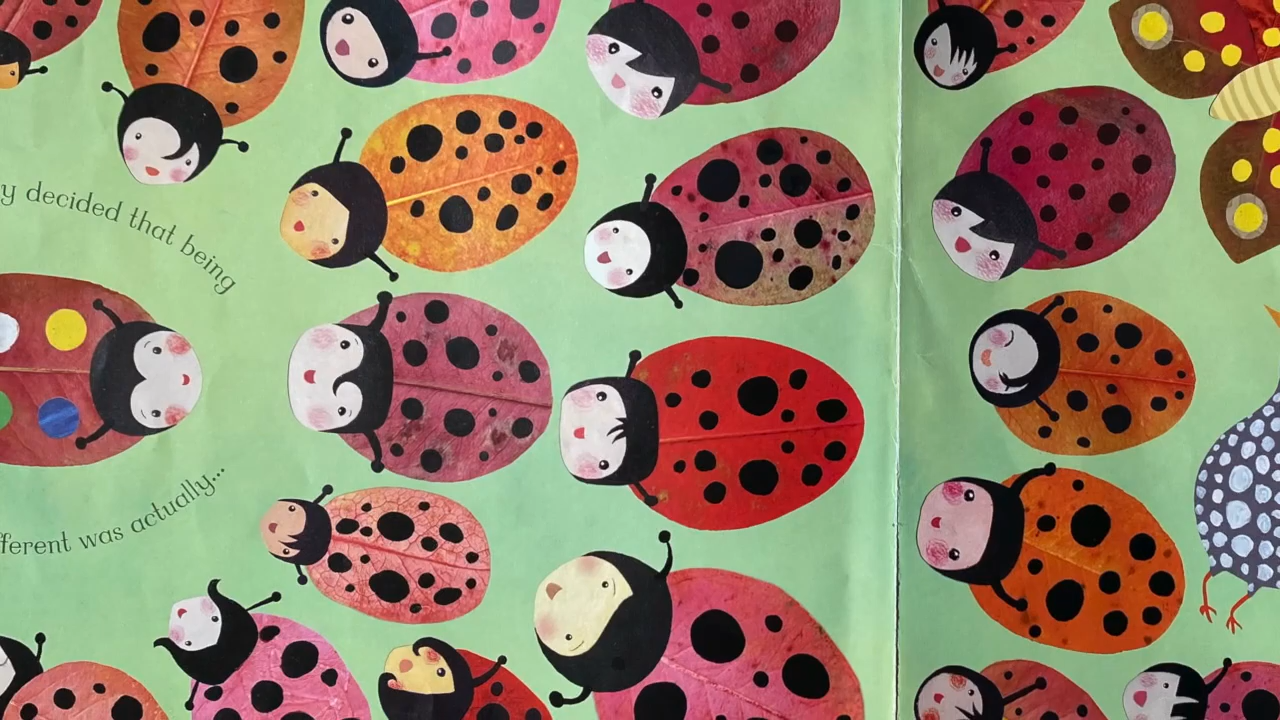 y decided that being
fferent was actually...